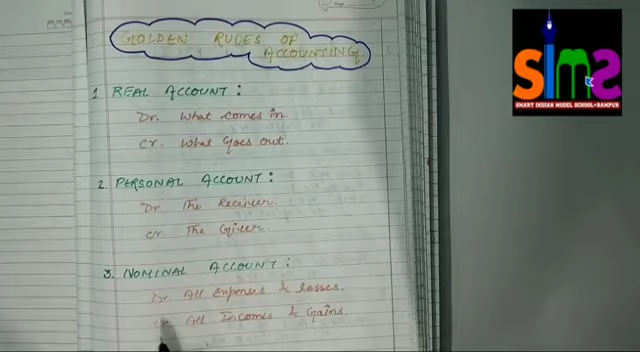 GOLDEN RULES OF
ACCOUNTING
1 REAL ACCOUNT :
Dr. What comes in.
Cr. What Goes out.
2. PERSONAL ACCOUNT :
Dr The Receiver.
Cr. The Giver.
3. NOMINAL ACCOUNT :
Dr. All Expenses & losses.
All Incomes & Gains.
SIMS
SMART INDIAN MODEL SCHOOL RAMPUR